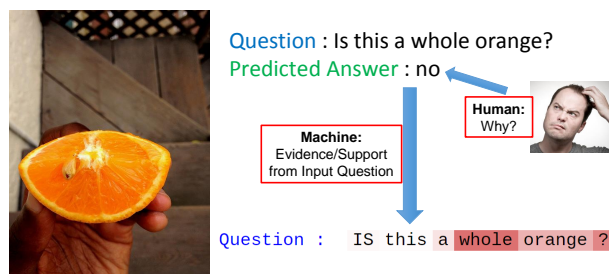 Question : Is this a whole orange?
Predicted Answer : no
Human:
Why?
Machine:
Evidence/Support
from Input Question
Question : IS this a whole orange ?